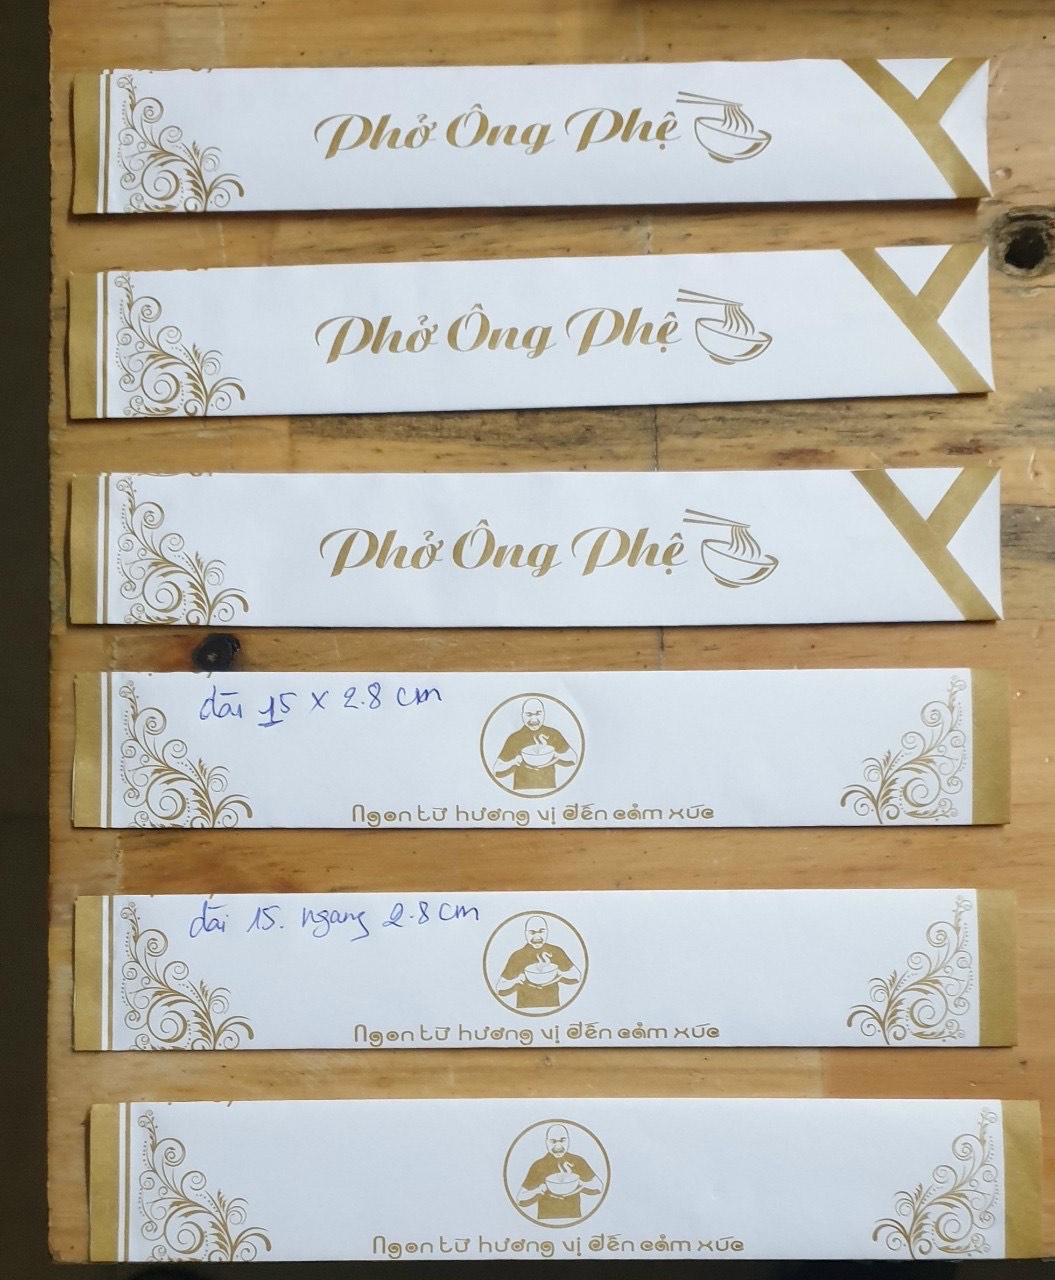 Phở Ông Phệ
Phở Ông Phệ
Phở Ông Phệ
dài 15 x 2.8 cm
Ngon từ hương vị đến cảm xúc
dài 15. ngang 2.8 cm
Ngon từ hương vị đến cảm xúc
Ngon từ hương vị đến cảm xúc